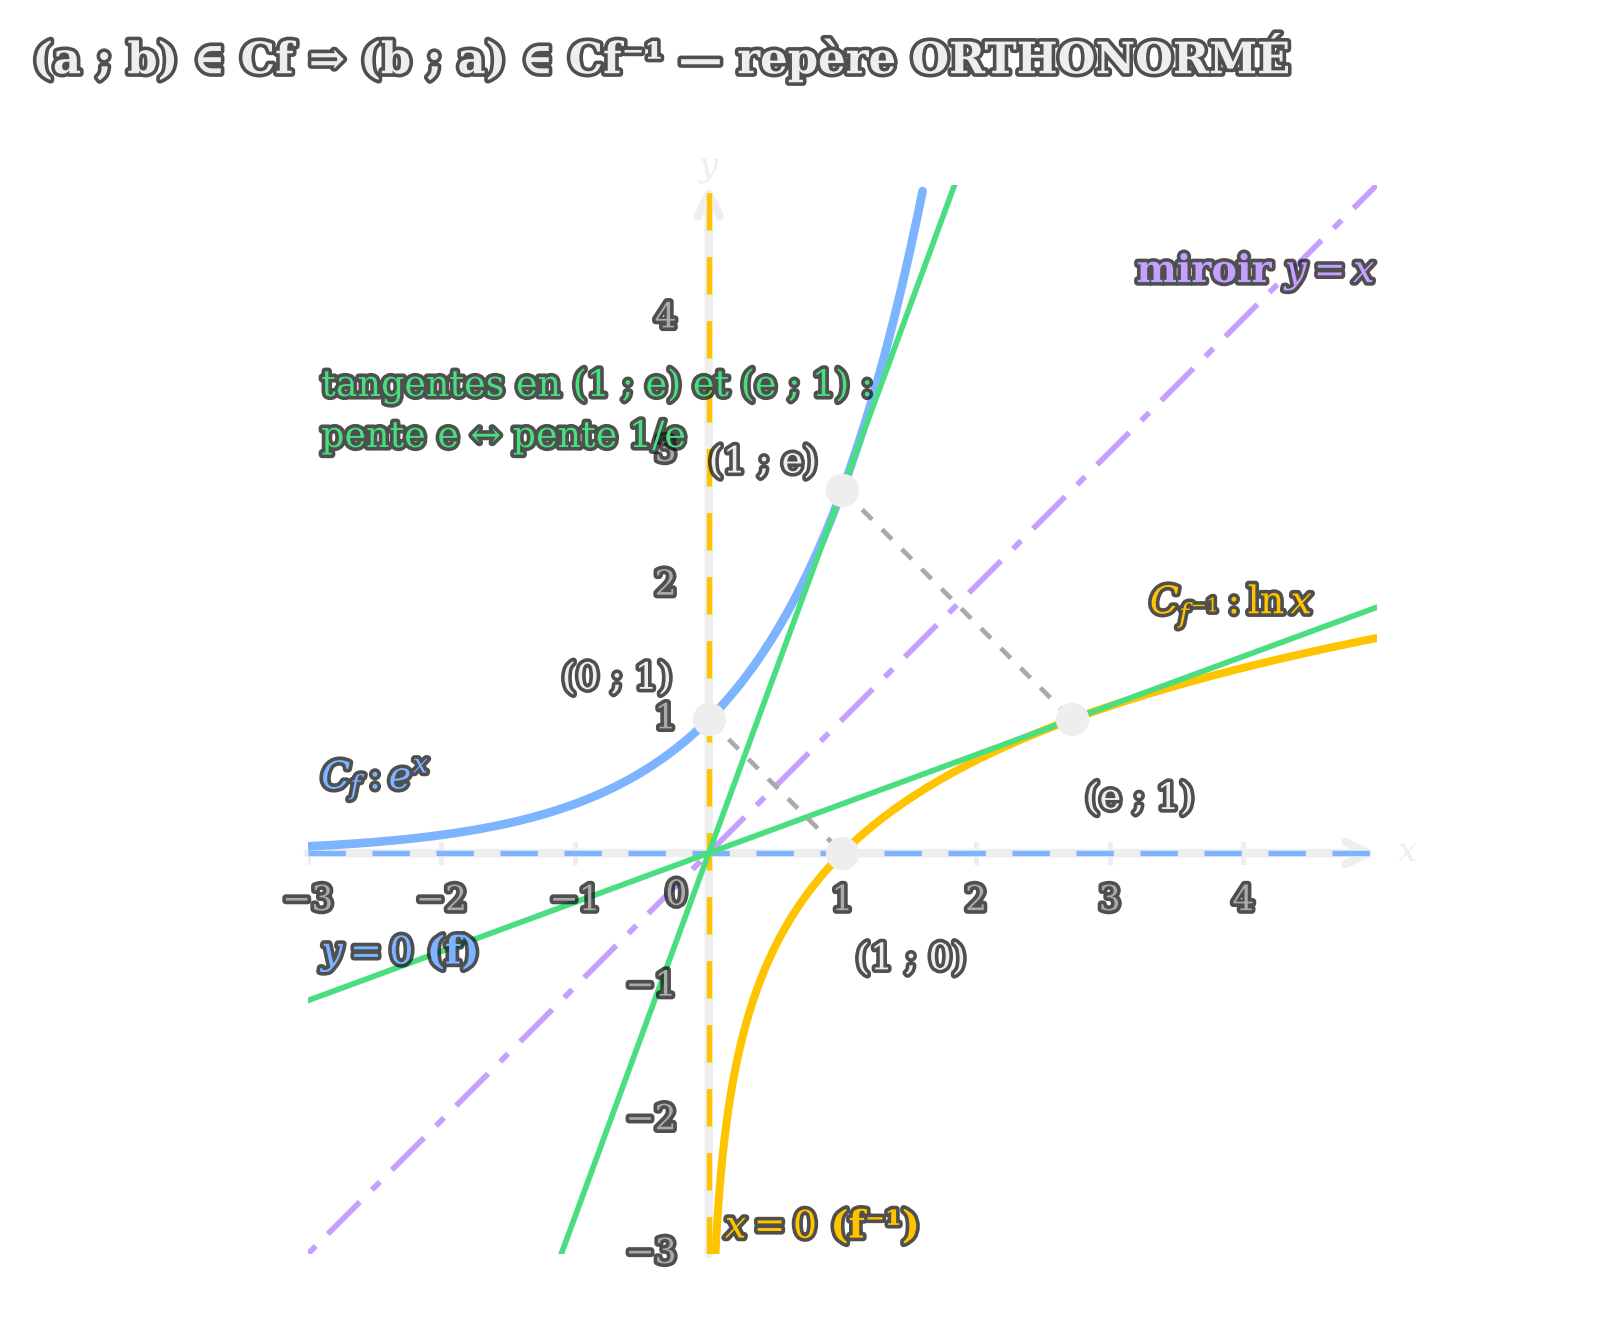 (a ; b) ∈ Cf ⇒ (b ; a) ∈ Cf⁻¹ — repère ORTHONORMÉ
y
miroir y = x
4
tangentes en (1 ; e) et (e ; 1) :
pente e ↔ pente 1/e
3
(1 ; e)
2
C_f⁻¹ : ln x
(0 ; 1)
1
C_f : eˣ
(e ; 1)
x
−3 −2 −1 0 1 2 3 4
y = 0 (f)
(1 ; 0)
−1
−2
x = 0 (f⁻¹)
−3